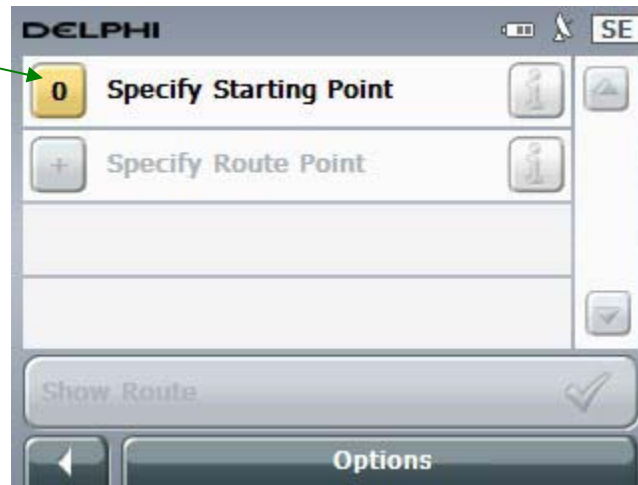 DELPHI SE
0 Specify Starting Point
+ Specify Route Point
Show Route
Options